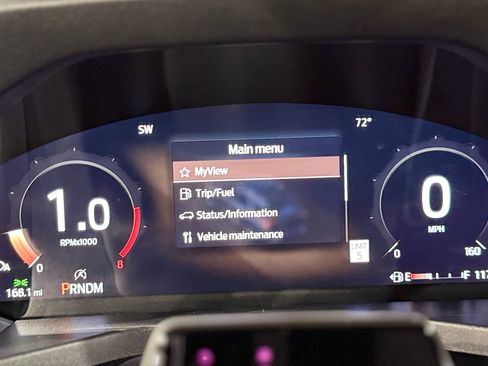 SW
72°
Main menu
MyView
Trip/Fuel
Status/Information
Vehicle maintenance
1.0
RPMx1000
0
8
0
MPH
0
160
LIMIT
5
A
168.1 mi
PRNDM
E
F
117